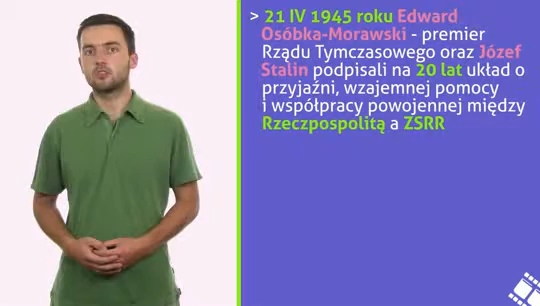 > 21 IV 1945 roku Edward
Osóbka-Morawski - premier
Rządu Tymczasowego oraz Józef
Stalin podpisali na 20 lat układ o
przyjaźni, wzajemnej pomocy
i współpracy powojennej między
Rzeczpospolitą a ZSRR